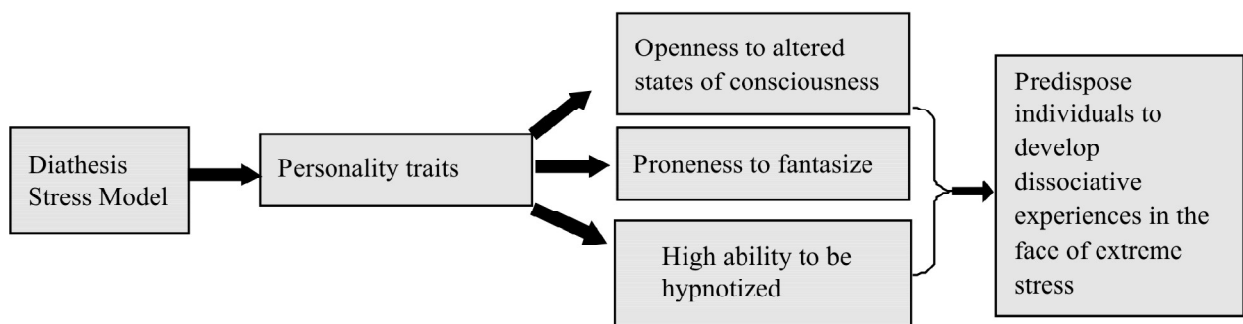 Diathesis
Stress Model
Personality traits
Openness to altered
states of consciousness
Proneness to fantasize
High ability to be
hypnotized
Predispose
individuals to
develop
dissociative
experiences in the
face of extreme
stress